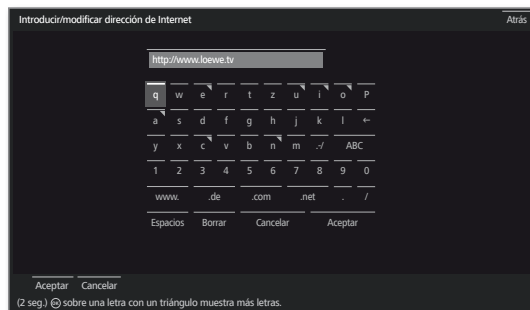 Introducir/modificar dirección de Internet Atrás
http://www.loewe.tv
q w e r t z u i o P
a s d f g h j k l ←
y x c v b n m .-/ ABC
1 2 3 4 5 6 7 8 9 0
www. .de .com .net . /
Espacios Borrar Cancelar Aceptar
Aceptar Cancelar
(2 seg.) OK sobre una letra con un triángulo muestra más letras.